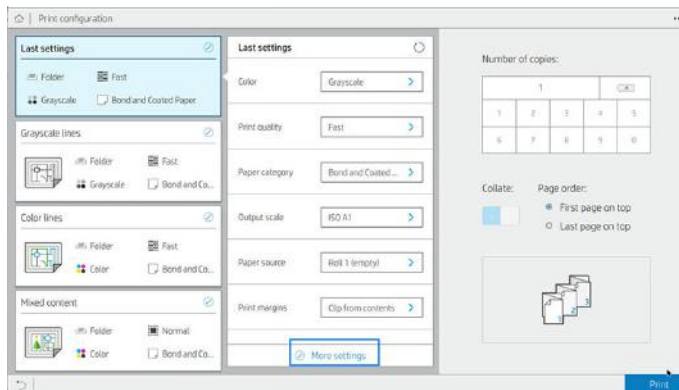 Print configuration
Last settings
Folder
Fast
Grayscale
Bond and Coated Paper
Grayscale lines
Folder
Fast
Grayscale
Bond and Co...
Color lines
Folder
Fast
Color
Bond and Co...
Mixed content
Folder
Normal
Color
Bond and Co...
Last settings
Color
Grayscale
Print quality
Fast
Paper category
Bond and Coated ...
Output scale
ISO A1
Paper source
Roll 1 (empty)
Print margins
Clip from contents
More settings
Number of copies:
1
1 2 3 4 5
6 7 8 9 0
Collate:
Page order:
First page on top
Last page on top
1 2 3
Print